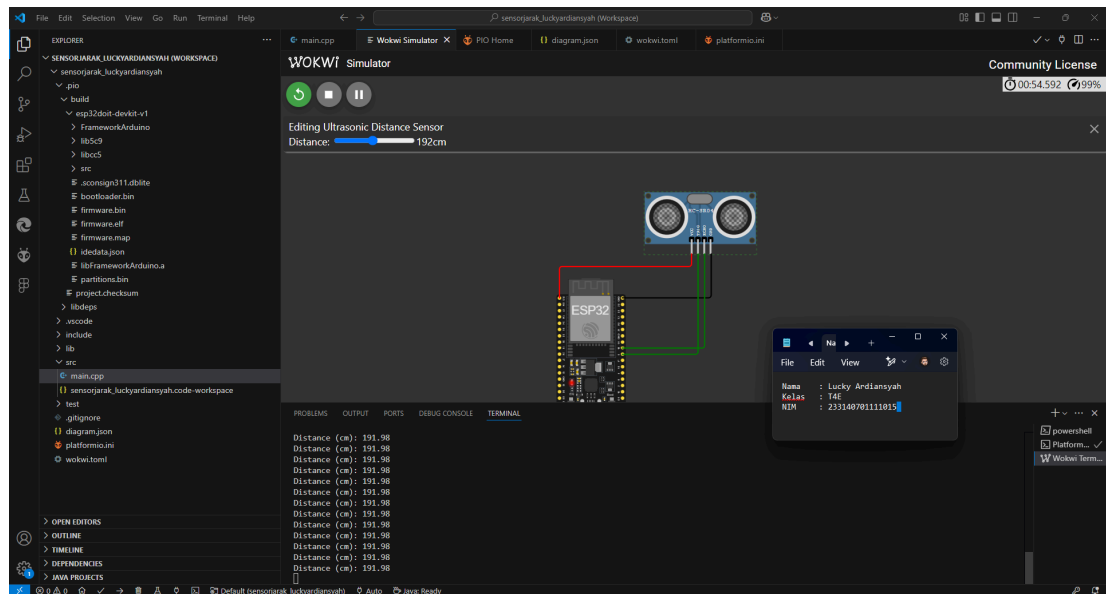 File Edit Selection View Go Run Terminal Help
sensorjarak_luckyardiansyah (Workspace)
EXPLORER
SENSORJARAK_LUCKYARDIANSYAH (WORKSPACE)
sensorjarak_luckyardiansyah
.pio
build
esp32doit-devkit-v1
FrameworkArduino
lib5c9
libcc5
src
.sconsign311.dblite
bootloader.bin
firmware.bin
firmware.elf
firmware.map
idedata.json
libFrameworkArduino.a
partitions.bin
project.checksum
libdeps
.vscode
include
lib
src
main.cpp
sensorjarak_luckyardiansyah.code-workspace
test
.gitignore
diagram.json
platformio.ini
wokwi.toml
OPEN EDITORS
OUTLINE
TIMELINE
DEPENDENCIES
JAVA PROJECTS
main.cpp Wokwi Simulator PIO Home diagram.json wokwi.toml platformio.ini
WOKWi Simulator
Community License
00:54.592 99%
Editing Ultrasonic Distance Sensor
Distance: 192cm
HC-SR04
ESP32
Na
File Edit View
Nama : Lucky Ardiansyah
Kelas : T4E
NIM : 233140701111015
PROBLEMS OUTPUT PORTS DEBUG CONSOLE TERMINAL
Distance (cm): 191.98
Distance (cm): 191.98
Distance (cm): 191.98
Distance (cm): 191.98
Distance (cm): 191.98
Distance (cm): 191.98
Distance (cm): 191.98
Distance (cm): 191.98
Distance (cm): 191.98
Distance (cm): 191.98
Distance (cm): 191.98
Distance (cm): 191.98
Distance (cm): 191.98
powershell
Platform...
Wokwi Term...
0 0 Default (sensorjarak_luckyardiansyah) Auto Java: Ready